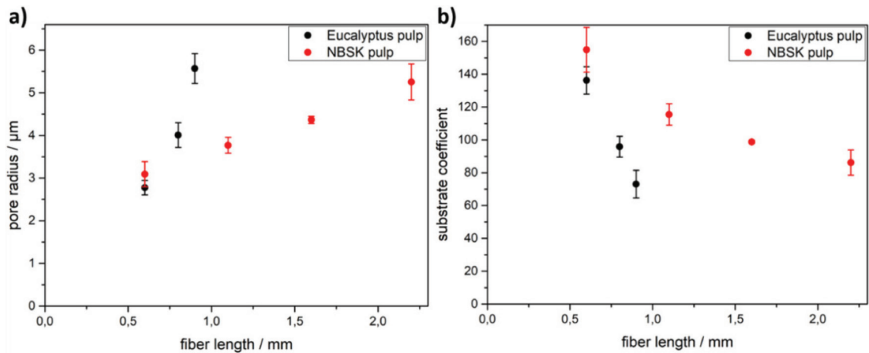 a)
Eucalyptus pulp
NBSK pulp
6
5
4
3
2
1
0
pore radius / µm
0,0
0,5
1,0
1,5
2,0
fiber length / mm
b)
Eucalyptus pulp
NBSK pulp
160
140
120
100
80
60
40
20
0
substrate coefficient
0,0
0,5
1,0
1,5
2,0
fiber length / mm